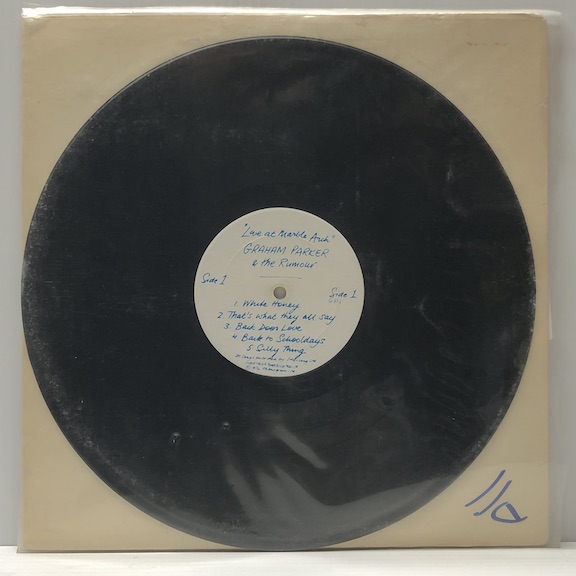 "Live at Marble Arch"
GRAHAM PARKER
& the Rumour
Side 1
Side 1
1. White Honey
2. That's what they all say
3. Back Door Love
4. Back to Schooldays
5. Silly Thing